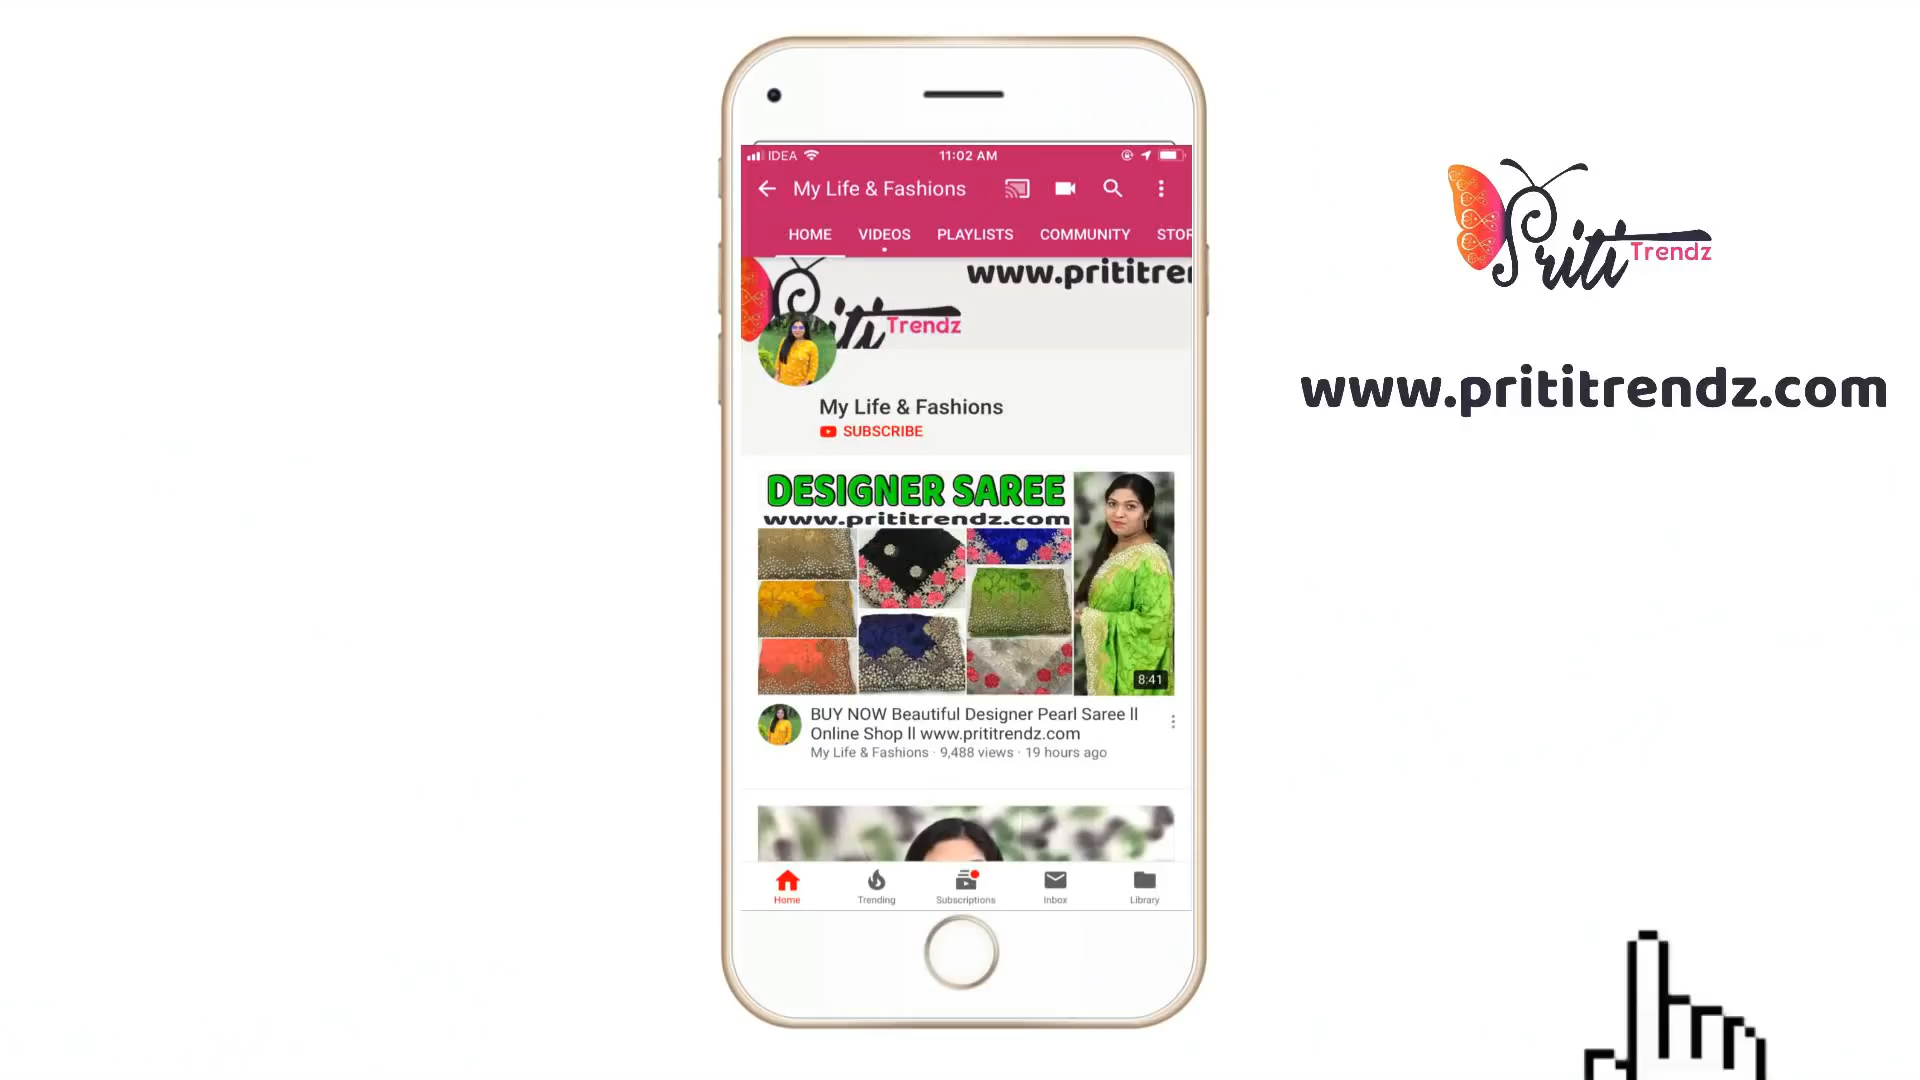 IDEA
11:02 AM
My Life & Fashions
HOME VIDEOS PLAYLISTS COMMUNITY STOR
www.prititre
Priti Trendz
My Life & Fashions
SUBSCRIBE
DESIGNER SAREE
www.prititrendz.com
8:41
BUY NOW Beautiful Designer Pearl Saree ll
Online Shop ll www.prititrendz.com
My Life & Fashions · 9,488 views · 19 hours ago
Home Trending Subscriptions Inbox Library
Priti Trendz
www.prititrendz.com